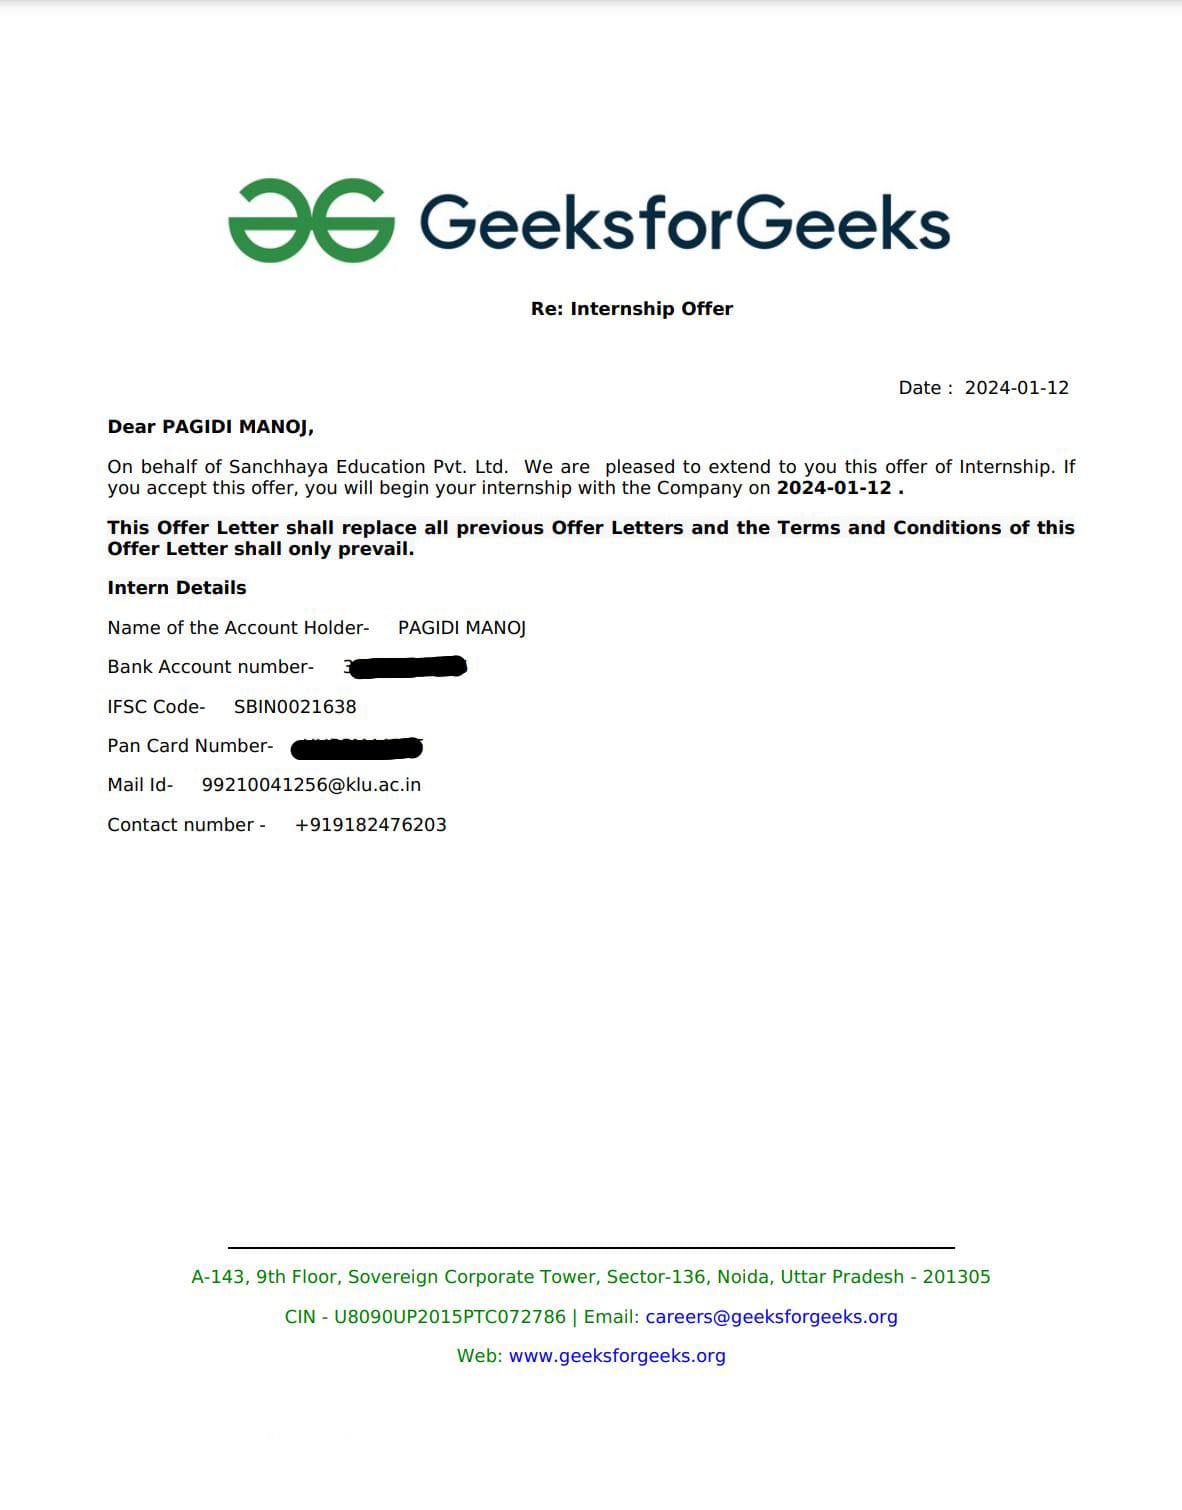 GeeksforGeeks
Re: Internship Offer
Date : 2024-01-12
Dear PAGIDI MANOJ,
On behalf of Sanchhaya Education Pvt. Ltd. We are pleased to extend to you this offer of Internship. If
you accept this offer, you will begin your internship with the Company on 2024-01-12 .
This Offer Letter shall replace all previous Offer Letters and the Terms and Conditions of this
Offer Letter shall only prevail.
Intern Details
Name of the Account Holder- PAGIDI MANOJ
Bank Account number-
IFSC Code- SBIN0021638
Pan Card Number-
Mail Id- 99210041256@klu.ac.in
Contact number - +919182476203
A-143, 9th Floor, Sovereign Corporate Tower, Sector-136, Noida, Uttar Pradesh - 201305
CIN - U8090UP2015PTC072786 | Email: careers@geeksforgeeks.org
Web: www.geeksforgeeks.org